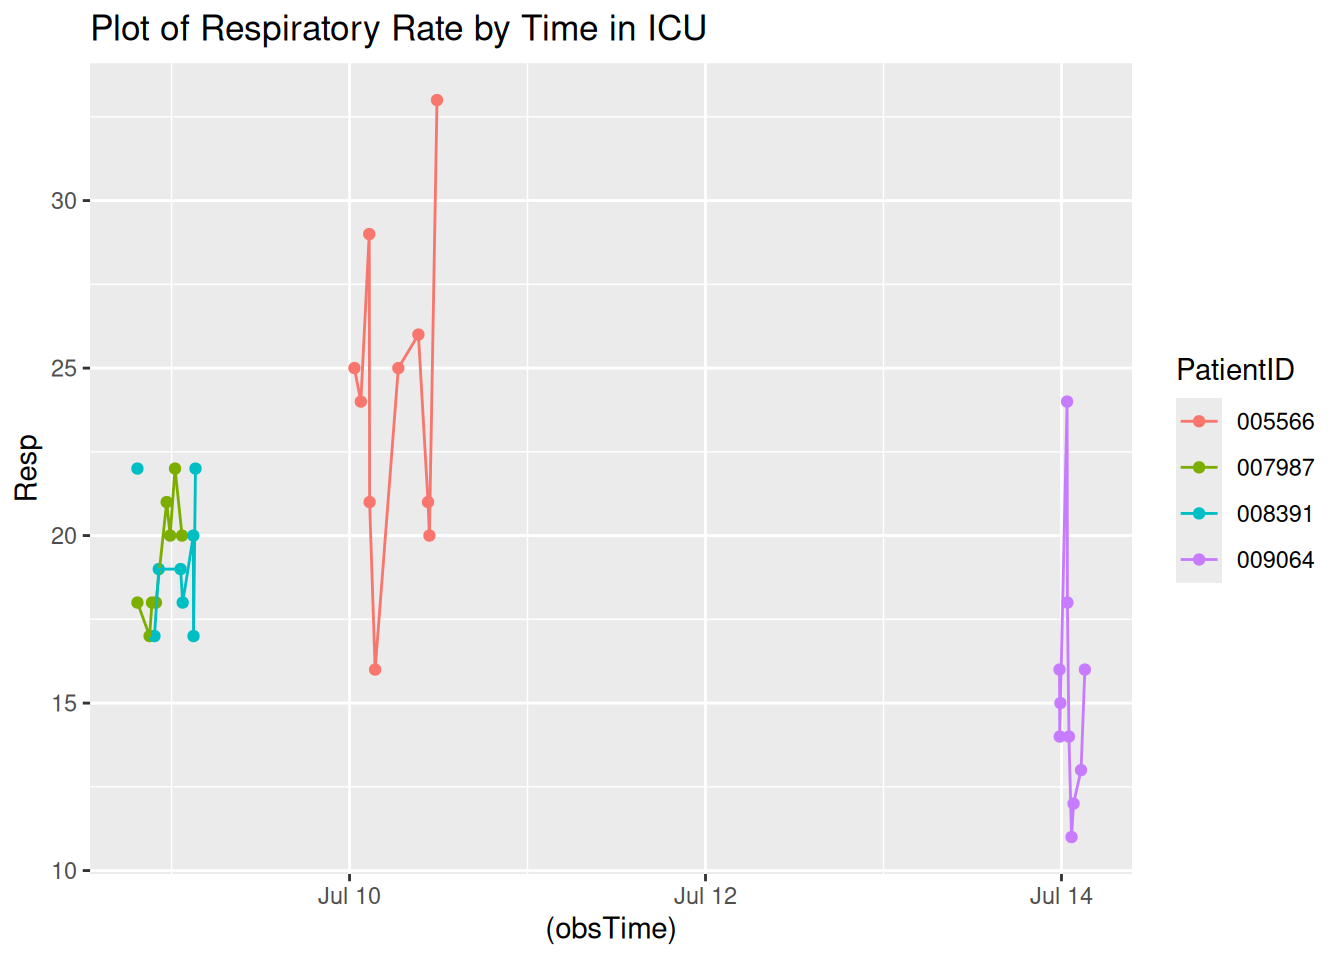 Plot of Respiratory Rate by Time in ICU
Resp
30
25
20
15
10
Jul 10
Jul 12
Jul 14
(obsTime)
PatientID
005566
007987
008391
009064